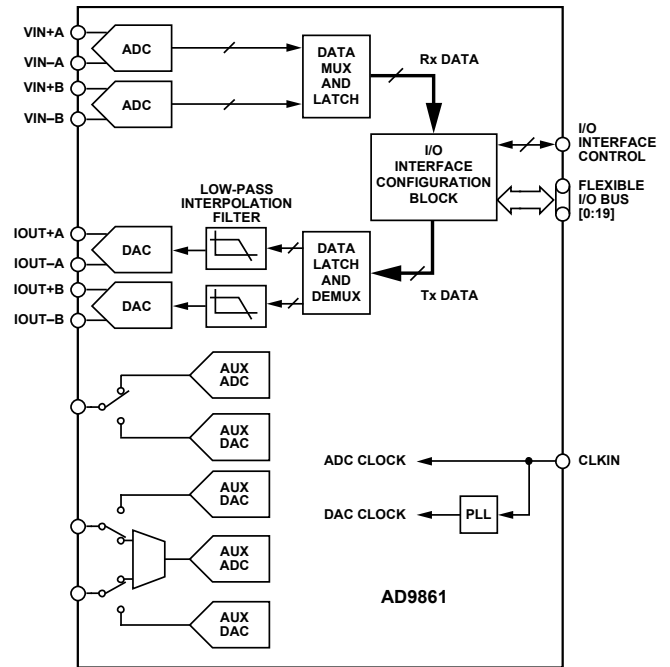 VIN+A
VIN–A
VIN+B
VIN–B
ADC
ADC
DATA
MUX
AND
LATCH
Rx DATA
I/O
INTERFACE
CONFIGURATION
BLOCK
I/O
INTERFACE
CONTROL
FLEXIBLE
I/O BUS
[0:19]
LOW-PASS
INTERPOLATION
FILTER
IOUT+A
IOUT–A
IOUT+B
IOUT–B
DAC
DAC
DATA
LATCH
AND
DEMUX
Tx DATA
AUX
ADC
AUX
DAC
AUX
DAC
AUX
ADC
AUX
DAC
ADC CLOCK
CLKIN
DAC CLOCK
PLL
AD9861